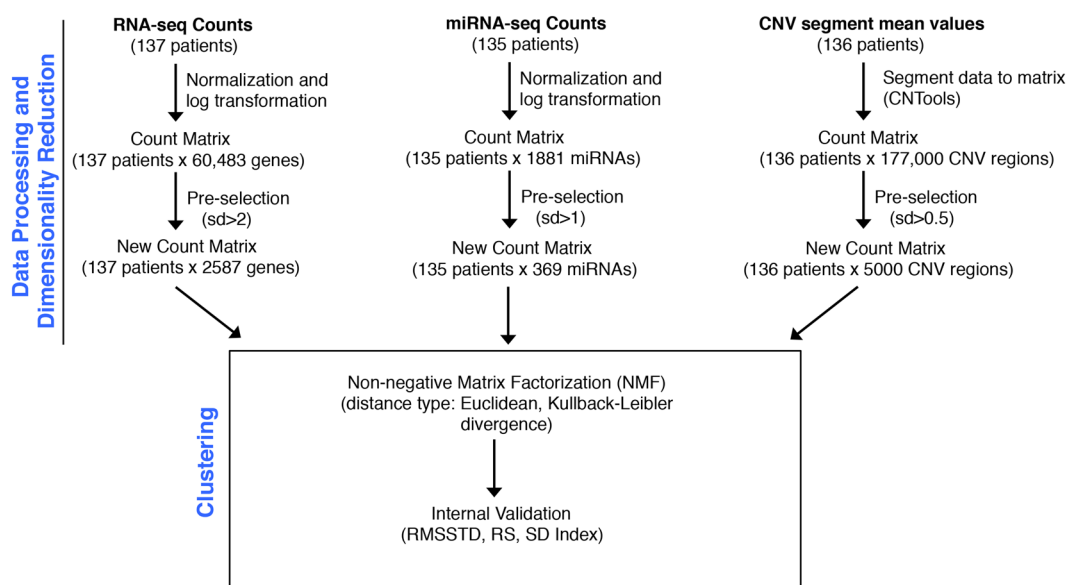 Data Processing and
Dimensionality Reduction
RNA-seq Counts
(137 patients)
Normalization and
log transformation
Count Matrix
(137 patients x 60,483 genes)
Pre-selection
(sd>2)
New Count Matrix
(137 patients x 2587 genes)
miRNA-seq Counts
(135 patients)
Normalization and
log transformation
Count Matrix
(135 patients x 1881 miRNAs)
Pre-selection
(sd>1)
New Count Matrix
(135 patients x 369 miRNAs)
CNV segment mean values
(136 patients)
Segment data to matrix
(CNTools)
Count Matrix
(136 patients x 177,000 CNV regions)
Pre-selection
(sd>0.5)
New Count Matrix
(136 patients x 5000 CNV regions)
Clustering
Non-negative Matrix Factorization (NMF)
(distance type: Euclidean, Kullback-Leibler
divergence)
Internal Validation
(RMSSTD, RS, SD Index)